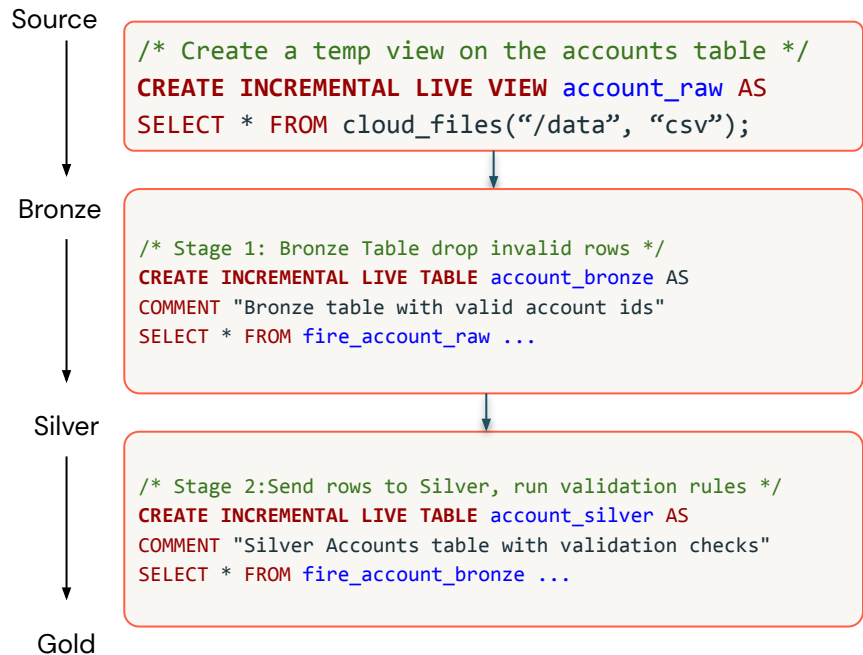 Source
/* Create a temp view on the accounts table */
CREATE INCREMENTAL LIVE VIEW account_raw AS
SELECT * FROM cloud_files(“/data”, “csv”);
Bronze
/* Stage 1: Bronze Table drop invalid rows */
CREATE INCREMENTAL LIVE TABLE account_bronze AS
COMMENT "Bronze table with valid account ids"
SELECT * FROM fire_account_raw ...
Silver
/* Stage 2:Send rows to Silver, run validation rules */
CREATE INCREMENTAL LIVE TABLE account_silver AS
COMMENT "Silver Accounts table with validation checks"
SELECT * FROM fire_account_bronze ...
Gold